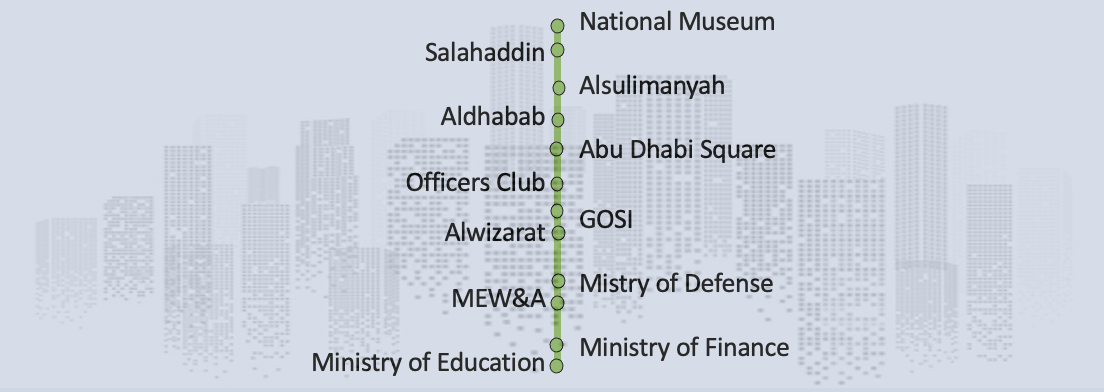 National Museum
Salahaddin
Alsulimanyah
Aldhabab
Abu Dhabi Square
Officers Club
GOSI
Alwizarat
Mistry of Defense
MEW&A
Ministry of Finance
Ministry of Education